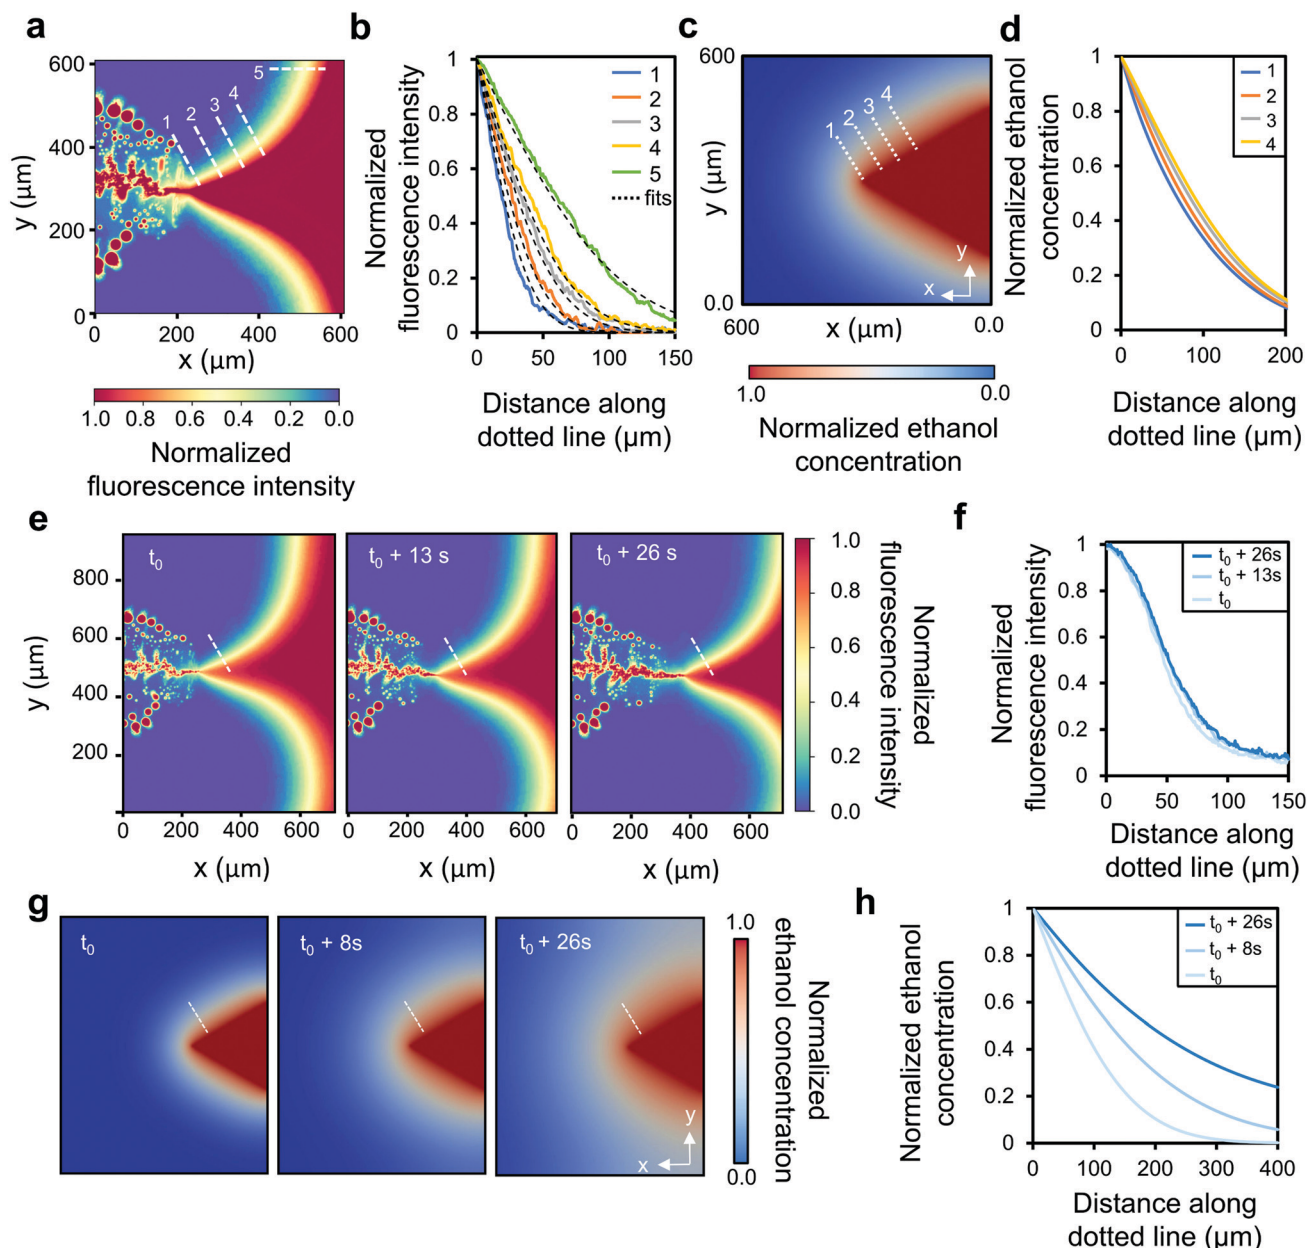 a
600
400
200
0
y (µm)
1
2
3
4
5
0
200
400
600
x (µm)
1.0
0.8
0.6
0.4
0.2
0.0
Normalized
fluorescence intensity
b
Normalized
fluorescence intensity
1
0.8
0.6
0.4
0.2
0
1
2
3
4
5
fits
0
50
100
150
Distance along
dotted line (µm)
c
600
y (µm)
0.0
1
2
3
4
y
x
600
x (µm)
0.0
1.0
0.0
Normalized ethanol
concentration
d
Normalized ethanol
concentration
1
0.8
0.6
0.4
0.2
0
1
2
3
4
0
100
200
Distance along
dotted line (µm)
e
y (µm)
800
600
400
200
t0
t0 + 13 s
t0 + 26 s
0
200
400
600
x (µm)
0
200
400
600
x (µm)
0
200
400
600
x (µm)
1.0
0.8
0.6
0.4
0.2
0.0
Normalized
fluorescence intensity
f
Normalized
fluorescence intensity
1
0.8
0.6
0.4
0.2
0
t0 + 26s
t0 + 13s
t0
0
50
100
150
Distance along
dotted line (µm)
g
t0
t0 + 8s
t0 + 26s
y
x
1.0
0.0
Normalized
ethanol concentration
h
Normalized ethanol
concentration
1
0.8
0.6
0.4
0.2
0
t0 + 26s
t0 + 8s
t0
0
100
200
300
400
Distance along
dotted line (µm)